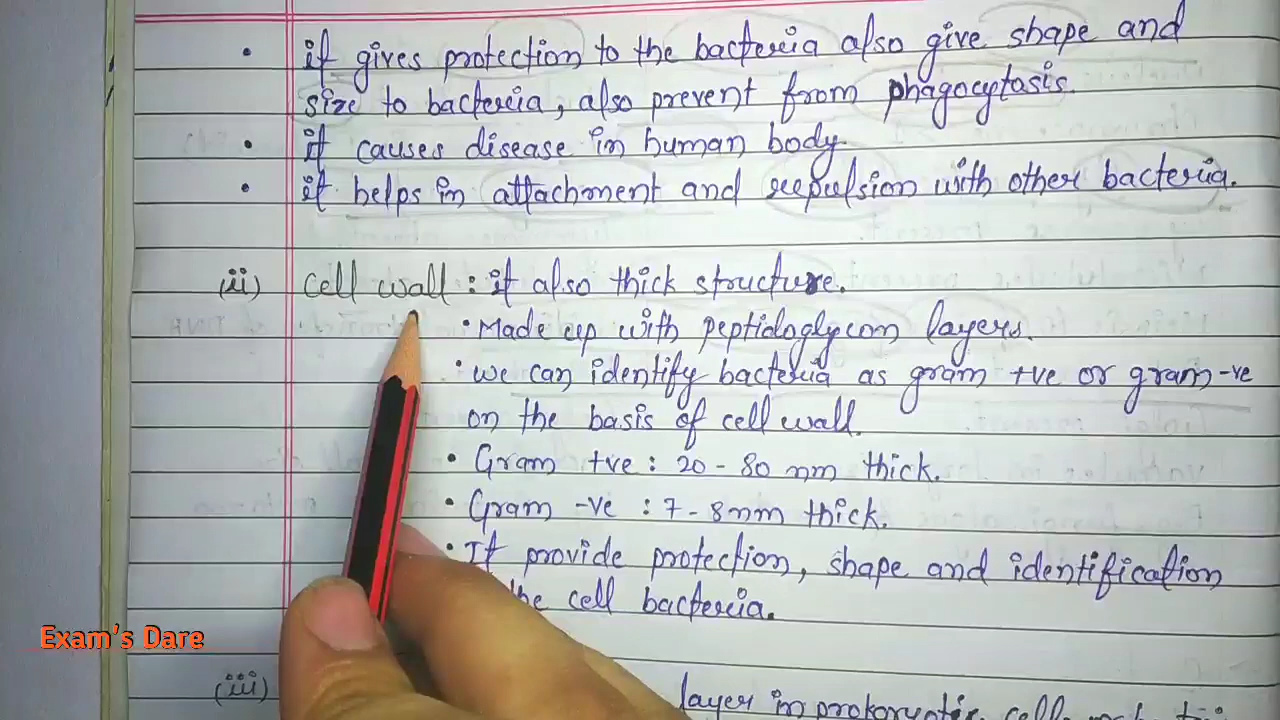 • it gives protection to the bacteria also give shape and
size to bacteria, also prevent from phagocytosis.
• it causes disease in human body
• it helps in attachment and repulsion with other bacteria.
(ii) Cell wall : it also thick structure.
• Made up with peptidoglycan layers.
• we can identify bacteria as gram +ve or gram -ve
on the basis of cell wall.
• Gram +ve : 20 - 80 nm thick.
• Gram -ve : 7 - 8 nm thick.
• It provide protection, shape and identification
the cell bacteria.
Exam's Dare
(iii) layer in prokaryotic cell